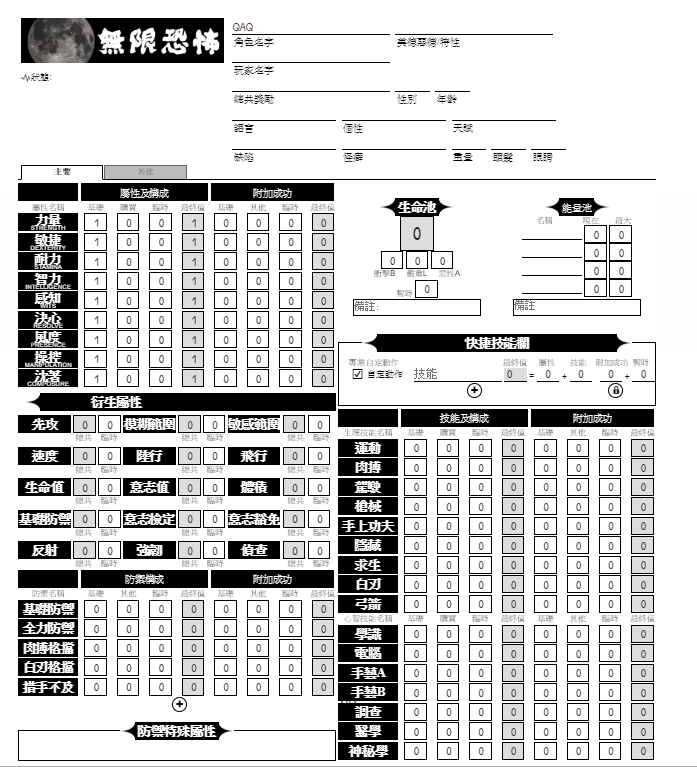 無限恐怖
狀態:
QAQ
角色名字 美德惡德/特性
玩家名字
總共獎勵 性別 年齡
語言 個性 天賦
缺陷 怪癖 重量 頭髮 眼睛
主要 其他
屬性及構成 附加成功
屬性名稱 基礎 購買 臨時 最終值 基礎 其他 臨時 最終值
力量 STRENGTH 1 0 0 1 0 0 0 0
敏捷 DEXTERITY 1 0 0 1 0 0 0 0
耐力 STAMINA 1 0 0 1 0 0 0 0
智力 INTELLIGENCE 1 0 0 1 0 0 0 0
感知 WITS 1 0 0 1 0 0 0 0
決心 RESOLVE 1 0 0 1 0 0 0 0
風度 PRESENCE 1 0 0 1 0 0 0 0
操控 MANIPULATION 1 0 0 1 0 0 0 0
沈著 COMPOSURE 1 0 0 1 0 0 0 0
衍生屬性
先攻 0 0 模糊範圍 0 0 敏感範圍 0 0
總共 臨時 總共 臨時 總共 臨時
速度 0 0 陸行 0 0 飛行 0 0
總共 臨時 總共 臨時 總共 臨時
生命值 0 0 意志值 0 0 體積 0 0
總共 臨時 總共 臨時 總共 臨時
基礎防禦 0 0 意志檢定 0 0 意志豁免 0 0
總共 臨時 總共 臨時 總共 臨時
反射 0 0 強韌 0 0 偵查 0 0
總共 臨時 總共 臨時 總共 臨時
防禦構成 附加成功
防禦名稱 基礎 其他 臨時 最終值 基礎 其他 臨時 最終值
基礎防禦 0 0 0 0 0 0 0 0
全力防禦 0 0 0 0 0 0 0 0
肉搏格擋 0 0 0 0 0 0 0 0
白刃格擋 0 0 0 0 0 0 0 0
措手不及 0 0 0 0 0 0 0 0
防禦特殊屬性
生命池
0
0 0 0
衝擊B 嚴重L 惡性A
暫時 0
備註:
能量池
名稱 現在 最大
0 0
0 0
0 0
0 0
備註
快捷技能欄
專業自定動作 最終值 屬性 技能 附加成功 暫時
自定動作 技能 0 = 0 + 0 0 + 0
技能及構成 附加成功
生理技能名稱 基礎 購買 臨時 最終值 基礎 其他 臨時 最終值
運動 0 0 0 0 0 0 0 0
肉搏 0 0 0 0 0 0 0 0
駕駛 0 0 0 0 0 0 0 0
槍械 0 0 0 0 0 0 0 0
手上功夫 0 0 0 0 0 0 0 0
隱藏 0 0 0 0 0 0 0 0
求生 0 0 0 0 0 0 0 0
白刃 0 0 0 0 0 0 0 0
弓箭 0 0 0 0 0 0 0 0
心智技能名稱 基礎 購買 臨時 最終值 基礎 其他 臨時 最終值
學識 0 0 0 0 0 0 0 0
電腦 0 0 0 0 0 0 0 0
手藝A 0 0 0 0 0 0 0 0
手藝B 0 0 0 0 0 0 0 0
調查 0 0 0 0 0 0 0 0
醫學 0 0 0 0 0 0 0 0
神秘學 0 0 0 0 0 0 0 0